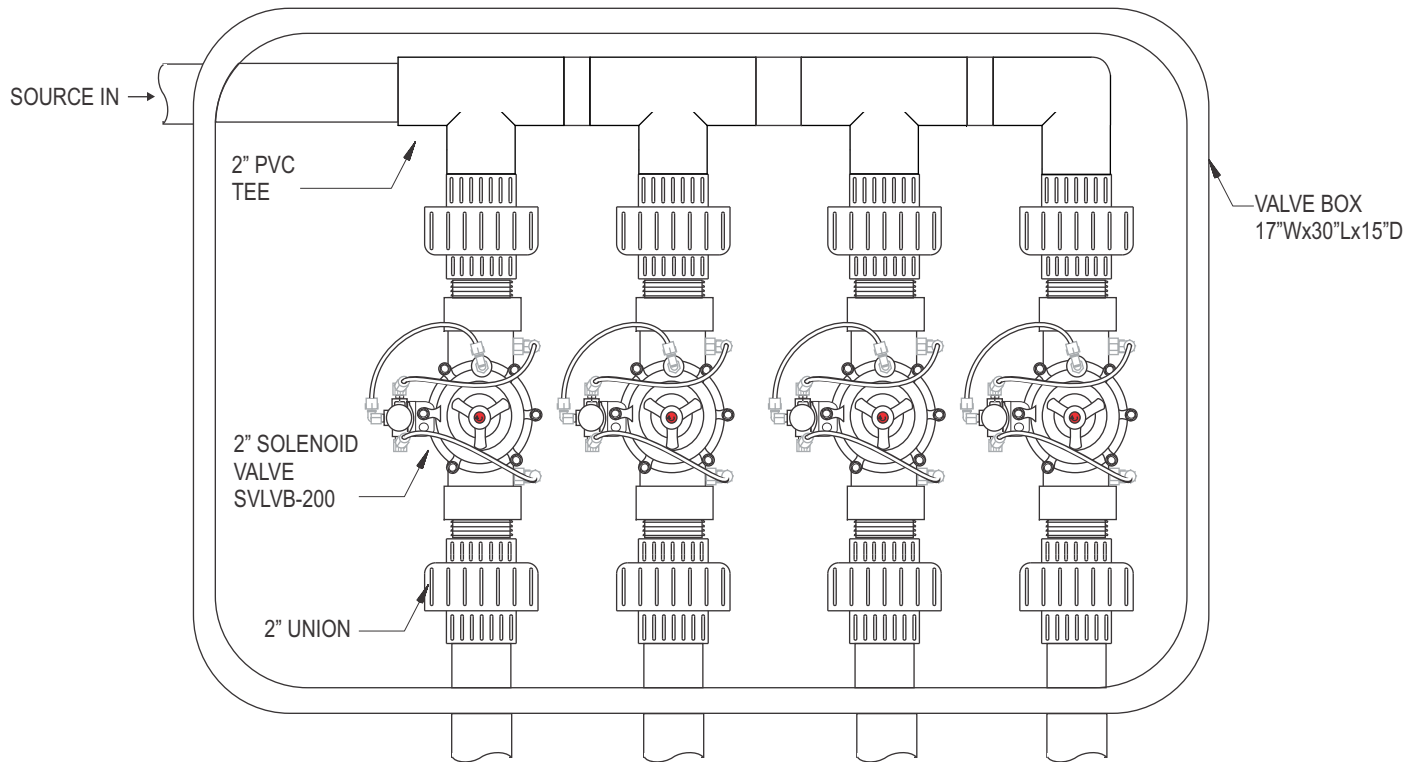 SOURCE IN
2” PVC
TEE
VALVE BOX
17”Wx30”Lx15”D
2” SOLENOID
VALVE
SVLVB-200
2” UNION